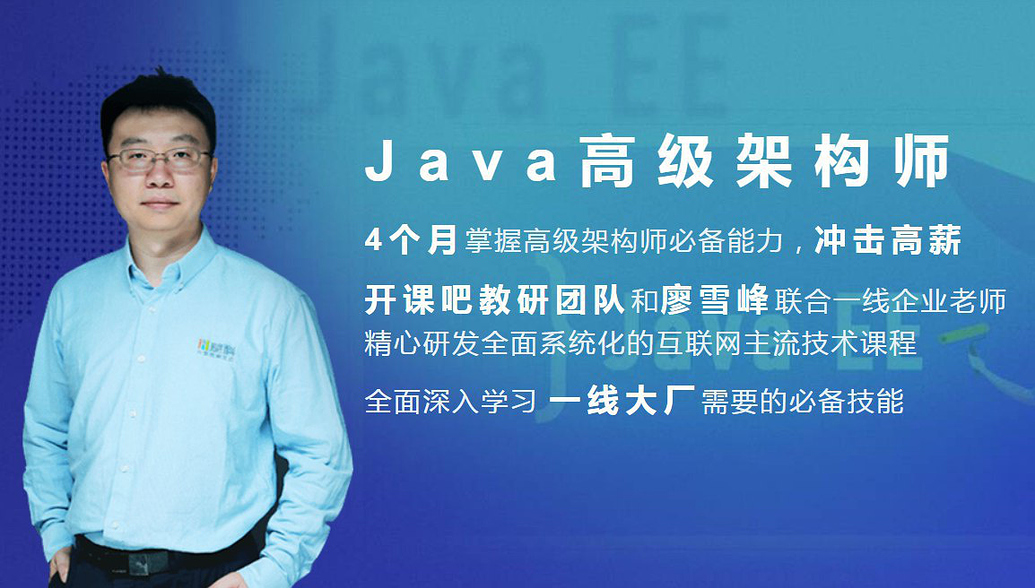 Java EE
Java高级架构师
4个月掌握高级架构师必备能力，冲击高薪
开课吧教研团队和廖雪峰联合一线企业老师
精心研发全面系统化的互联网主流技术课程
Java EE
全面深入学习 一线大厂需要的必备技能